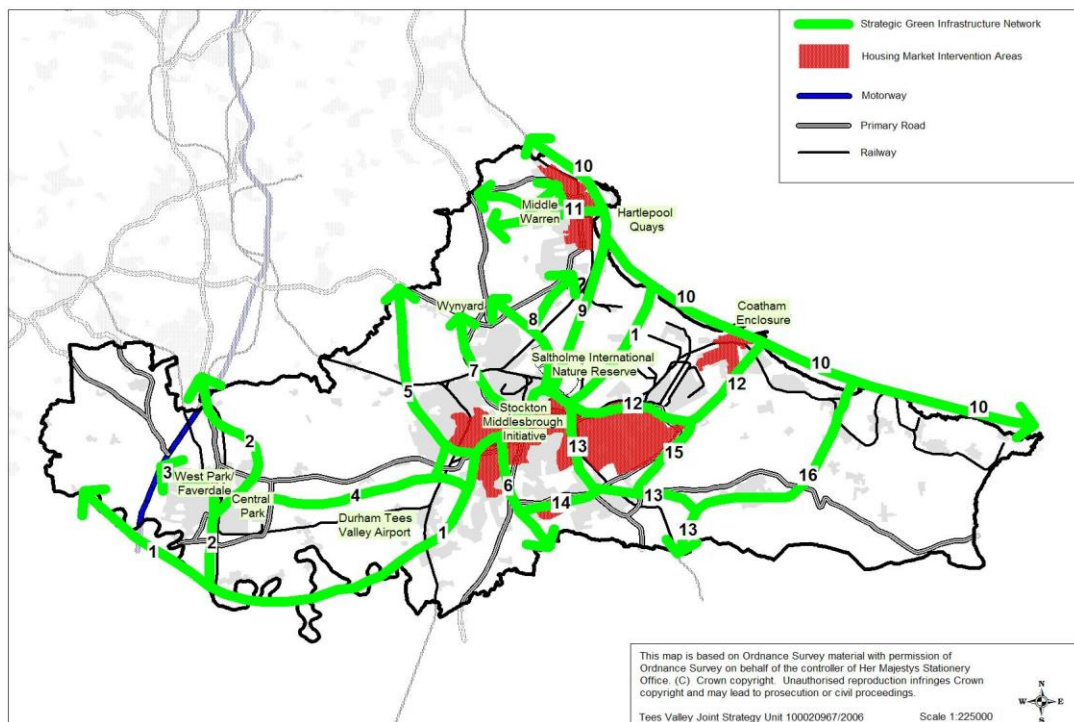 Strategic Green Infrastructure Network
Housing Market Intervention Areas
Motorway
Primary Road
Railway
10
Middle
Warren
11
Hartlepool
Quays
10
Coatham
Enclosure
Wynyard
8
9
1
10
Saltholme International
Nature Reserve
7
12
5
10
Stockton
Middlesbrough
Initiative
12
13
2
15
3
West Park/
Faverdale
4
Central
Park
6
14
13
16
Durham Tees
Valley Airport
1
13
2
1
This map is based on Ordnance Survey material with permission of
Ordnance Survey on behalf of the controller of Her Majestys Stationery
Office. (C) Crown copyright. Unauthorised reproduction infringes Crown
copyright and may lead to prosecution or civil proceedings.
Tees Valley Joint Strategy Unit 100020967/2006 Scale 1:225000
N
W E
S